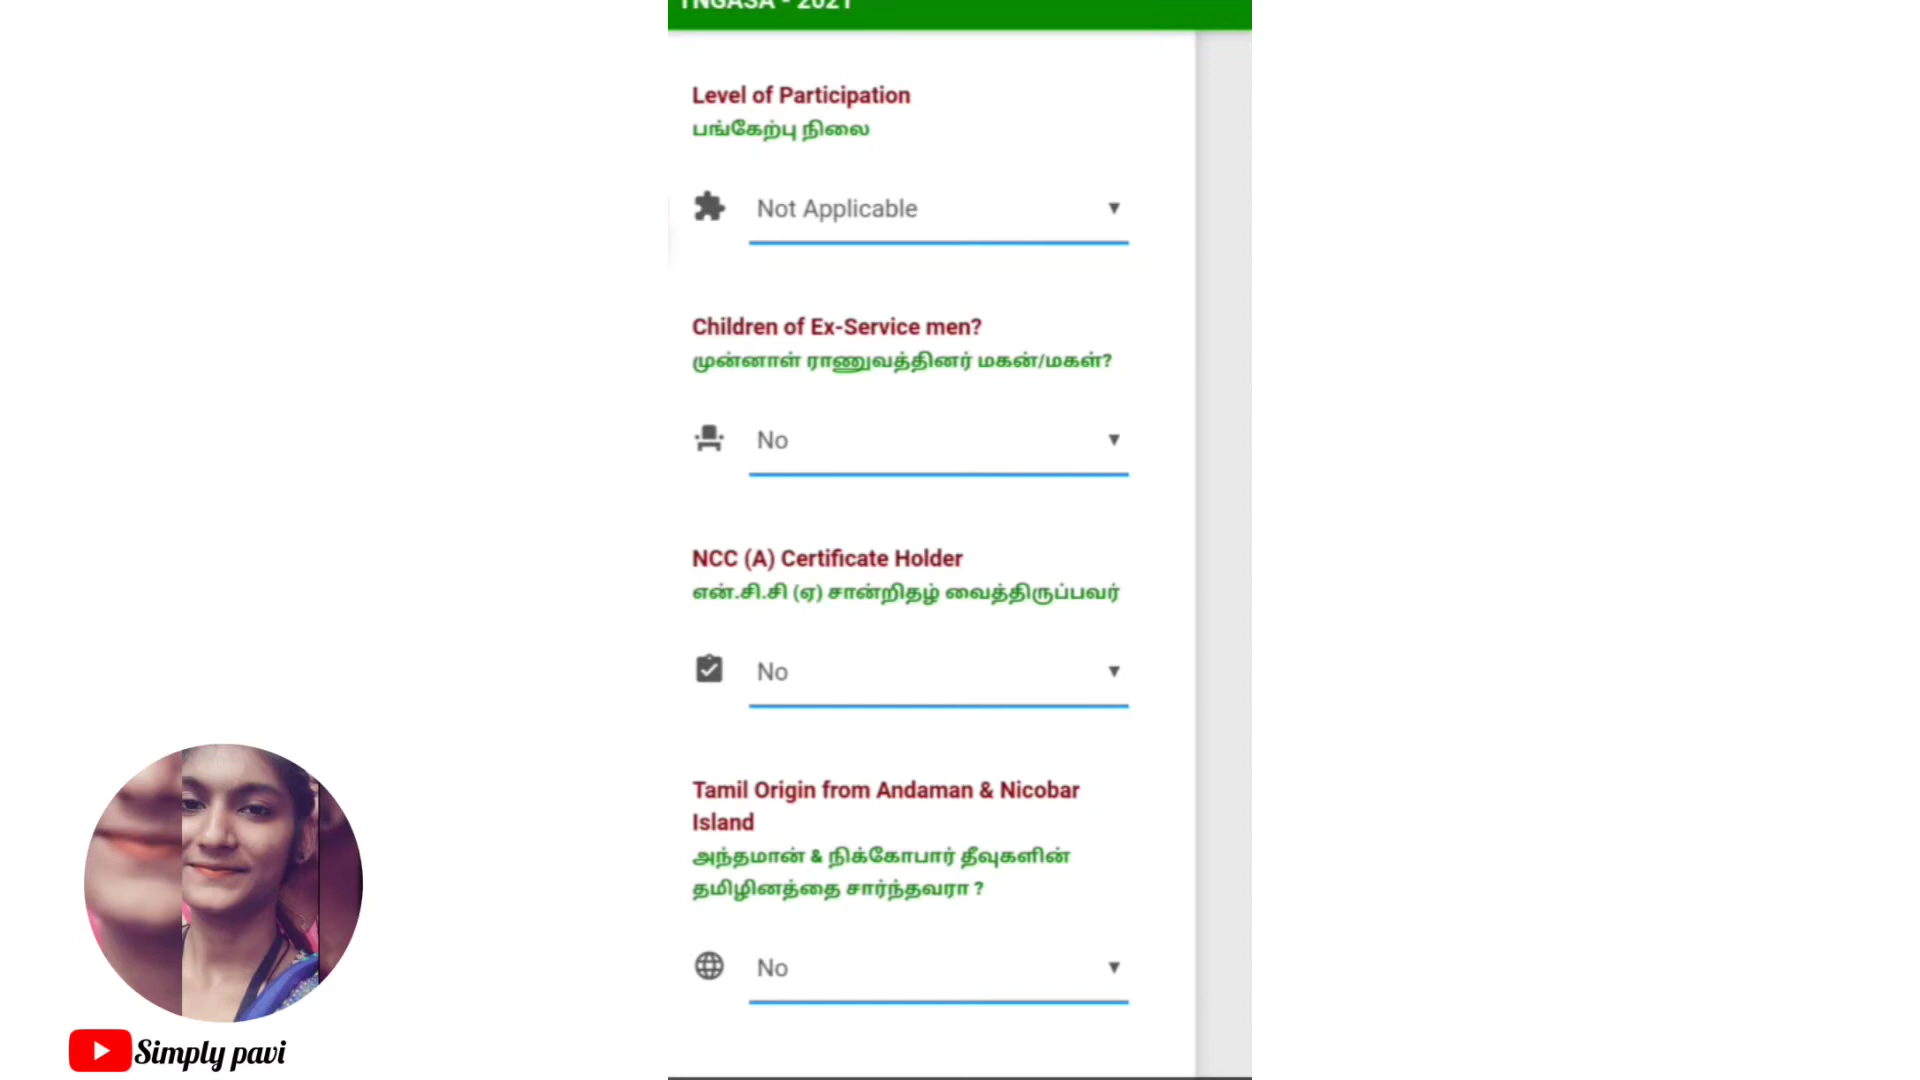 TNGASA - 2021
Level of Participation
பங்கேற்பு நிலை
Not Applicable
Children of Ex-Service men?
முன்னாள் ராணுவத்தினர் மகன்/மகள்?
No
NCC (A) Certificate Holder
என்.சி.சி (ஏ) சான்றிதழ் வைத்திருப்பவர்
No
Tamil Origin from Andaman & Nicobar
Island
அந்தமான் & நிக்கோபார் தீவுகளின்
தமிழினத்தை சார்ந்தவரா ?
No
Simply pavi